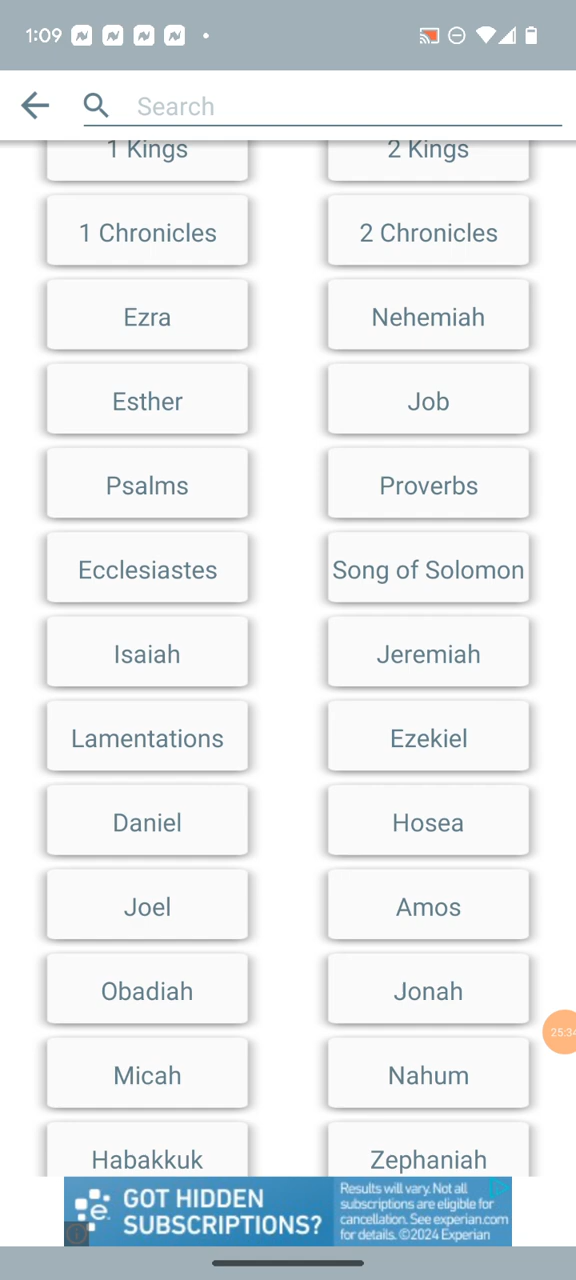 1:09
Search
1 Kings
2 Kings
1 Chronicles
2 Chronicles
Ezra
Nehemiah
Esther
Job
Psalms
Proverbs
Ecclesiastes
Song of Solomon
Isaiah
Jeremiah
Lamentations
Ezekiel
Daniel
Hosea
Joel
Amos
Obadiah
Jonah
Micah
Nahum
Habakkuk
Zephaniah
25:34
e
GOT HIDDEN
SUBSCRIPTIONS?
Results will vary. Not all
subscriptions are eligible for
cancellation. See experian.com
for details. ©2024 Experian